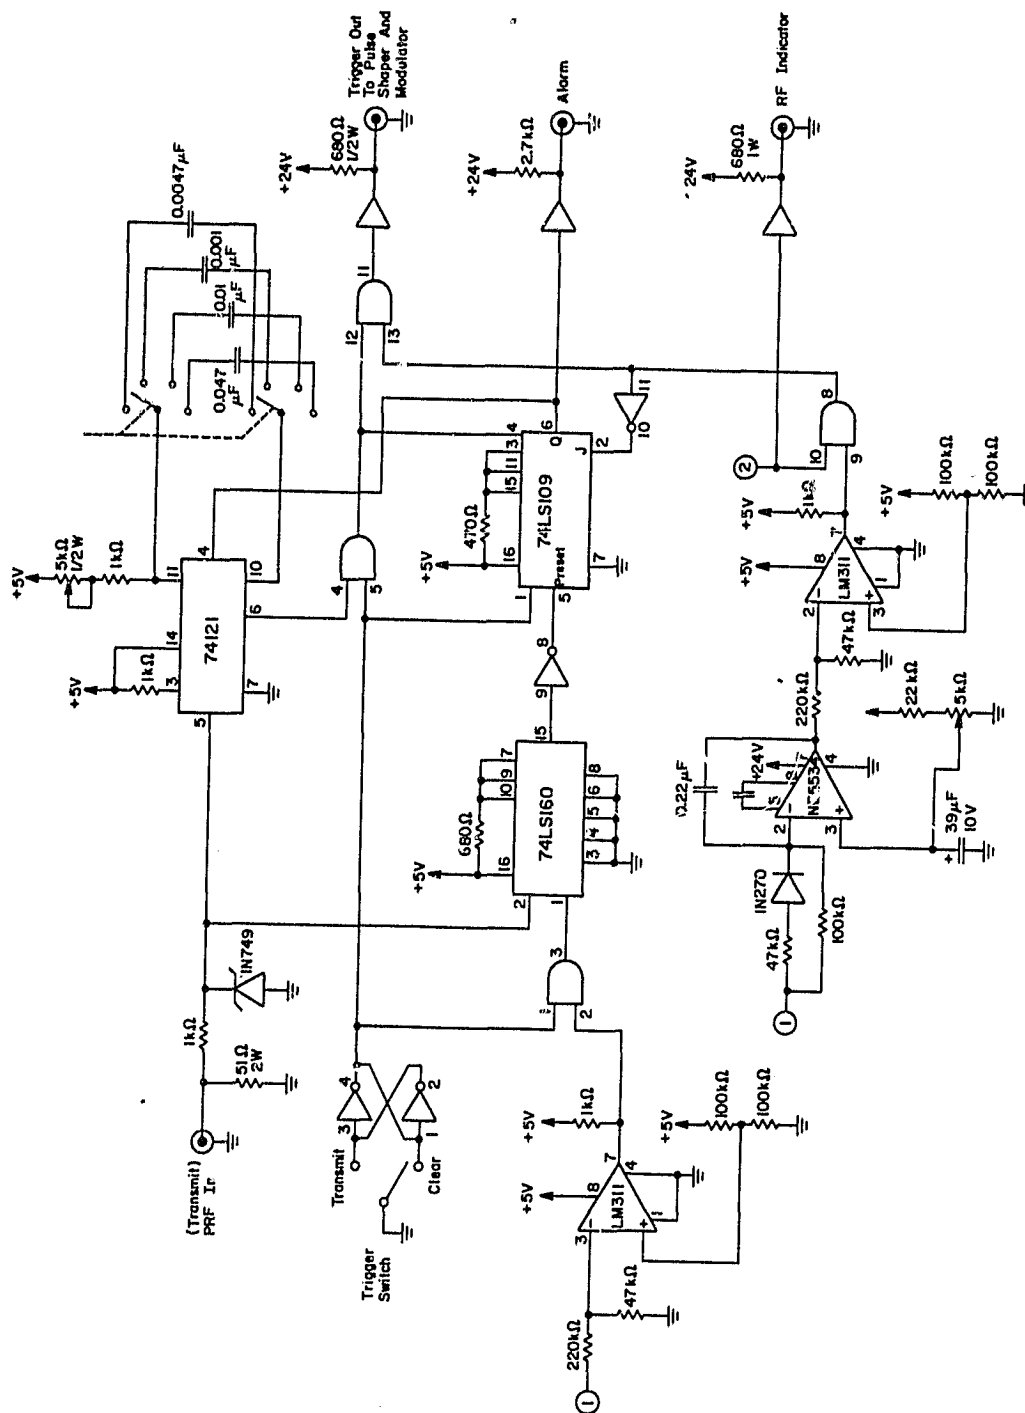 (Transmit)
PRF In
1kΩ
51Ω
2W
1N749
+5V
1kΩ
3
14
5
74121
7
6
+5V
5kΩ
1/2W
1kΩ
11
10
4
0.047
μF
0.01
μF
0.001
μF
0.0047μF
+24V
680Ω
1/2W
Trigger Out
To Pulse
Shaper And
Modulator
12
13
11
Trigger
Switch
Transmit
Clear
3
4
1
2
4
5
+5V
680Ω
16
10
9
7
2
1
74LS160
15
3
4
5
6
8
9
8
+5V
470Ω
16
15
11
3
4
1
5
Preset
74LS109
7
Q
6
J
2
11
10
+24V
2.7kΩ
Alarm
2
3
1
220kΩ
47kΩ
3
LM311
+5V
8
7
4
1
+5V
1kΩ
+5V
100kΩ
100kΩ
1
47kΩ
1N270
100kΩ
0.22μF
2
3
5
+24V
4
39μF
10V
22kΩ
5kΩ
220kΩ
47kΩ
2
3
LM311
+5V
8
7
4
1
+5V
1kΩ
+5V
100kΩ
100kΩ
2
10
9
8
24V
680Ω
1W
RF Indicator